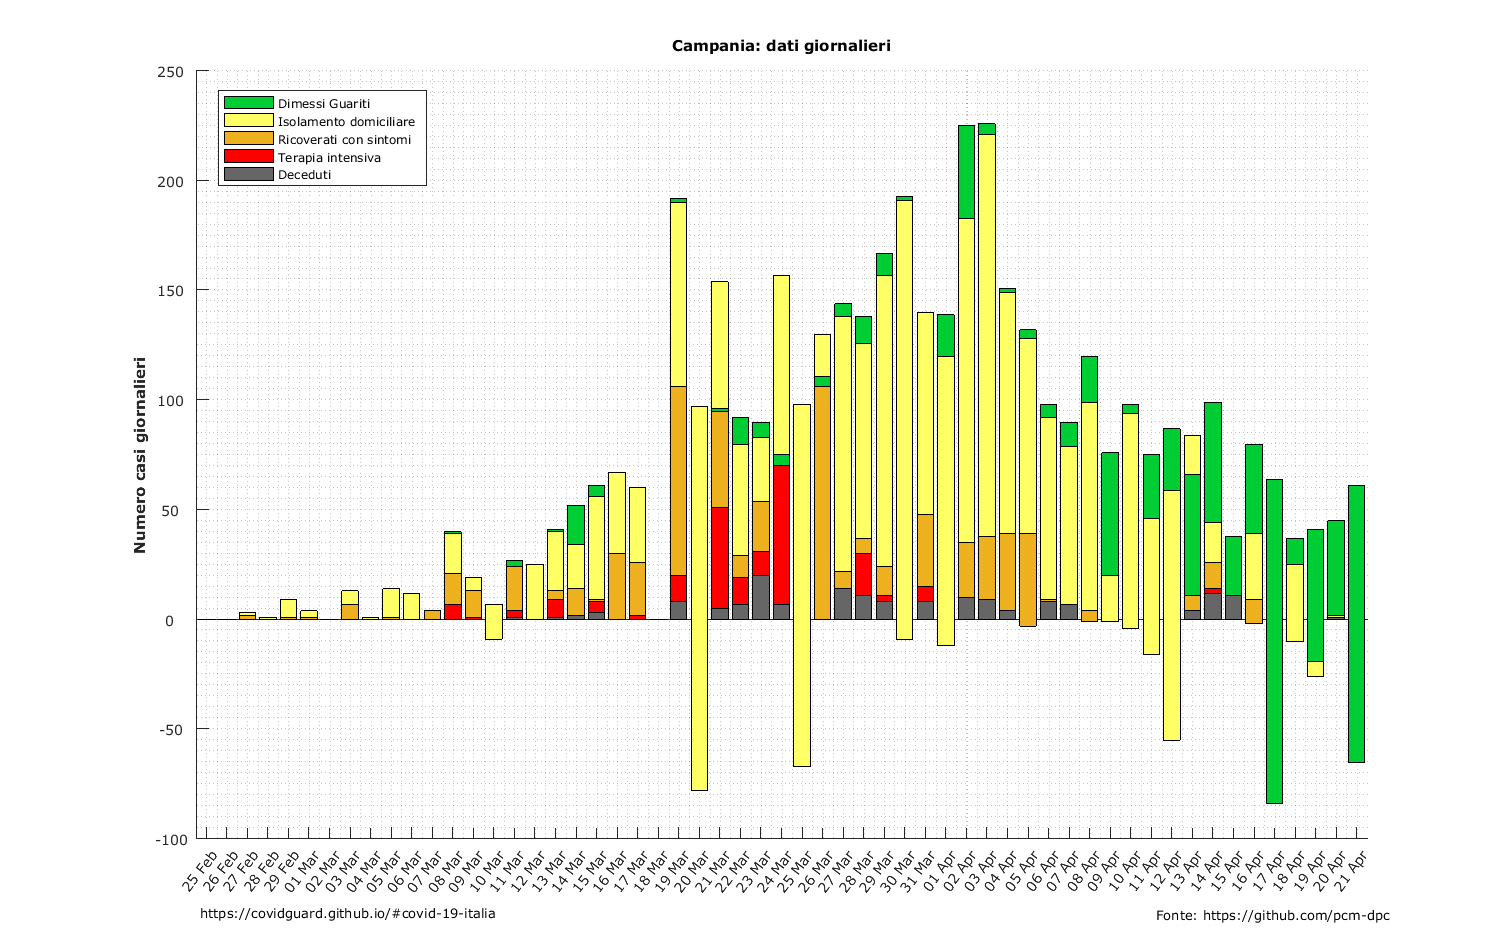 Campania: dati giornalieri
250
200
150
100
50
0
-50
-100
Numero casi giornalieri
Dimessi Guariti
Isolamento domiciliare
Ricoverati con sintomi
Terapia intensiva
Deceduti
25 Feb
26 Feb
27 Feb
28 Feb
29 Feb
01 Mar
02 Mar
03 Mar
04 Mar
05 Mar
06 Mar
07 Mar
08 Mar
09 Mar
10 Mar
11 Mar
12 Mar
13 Mar
14 Mar
15 Mar
16 Mar
17 Mar
18 Mar
19 Mar
20 Mar
21 Mar
22 Mar
23 Mar
24 Mar
25 Mar
26 Mar
27 Mar
28 Mar
29 Mar
30 Mar
31 Mar
01 Apr
02 Apr
03 Apr
04 Apr
05 Apr
06 Apr
07 Apr
08 Apr
09 Apr
10 Apr
11 Apr
12 Apr
13 Apr
14 Apr
15 Apr
16 Apr
17 Apr
18 Apr
19 Apr
20 Apr
21 Apr
https://covidguard.github.io/#covid-19-italia
Fonte: https://github.com/pcm-dpc